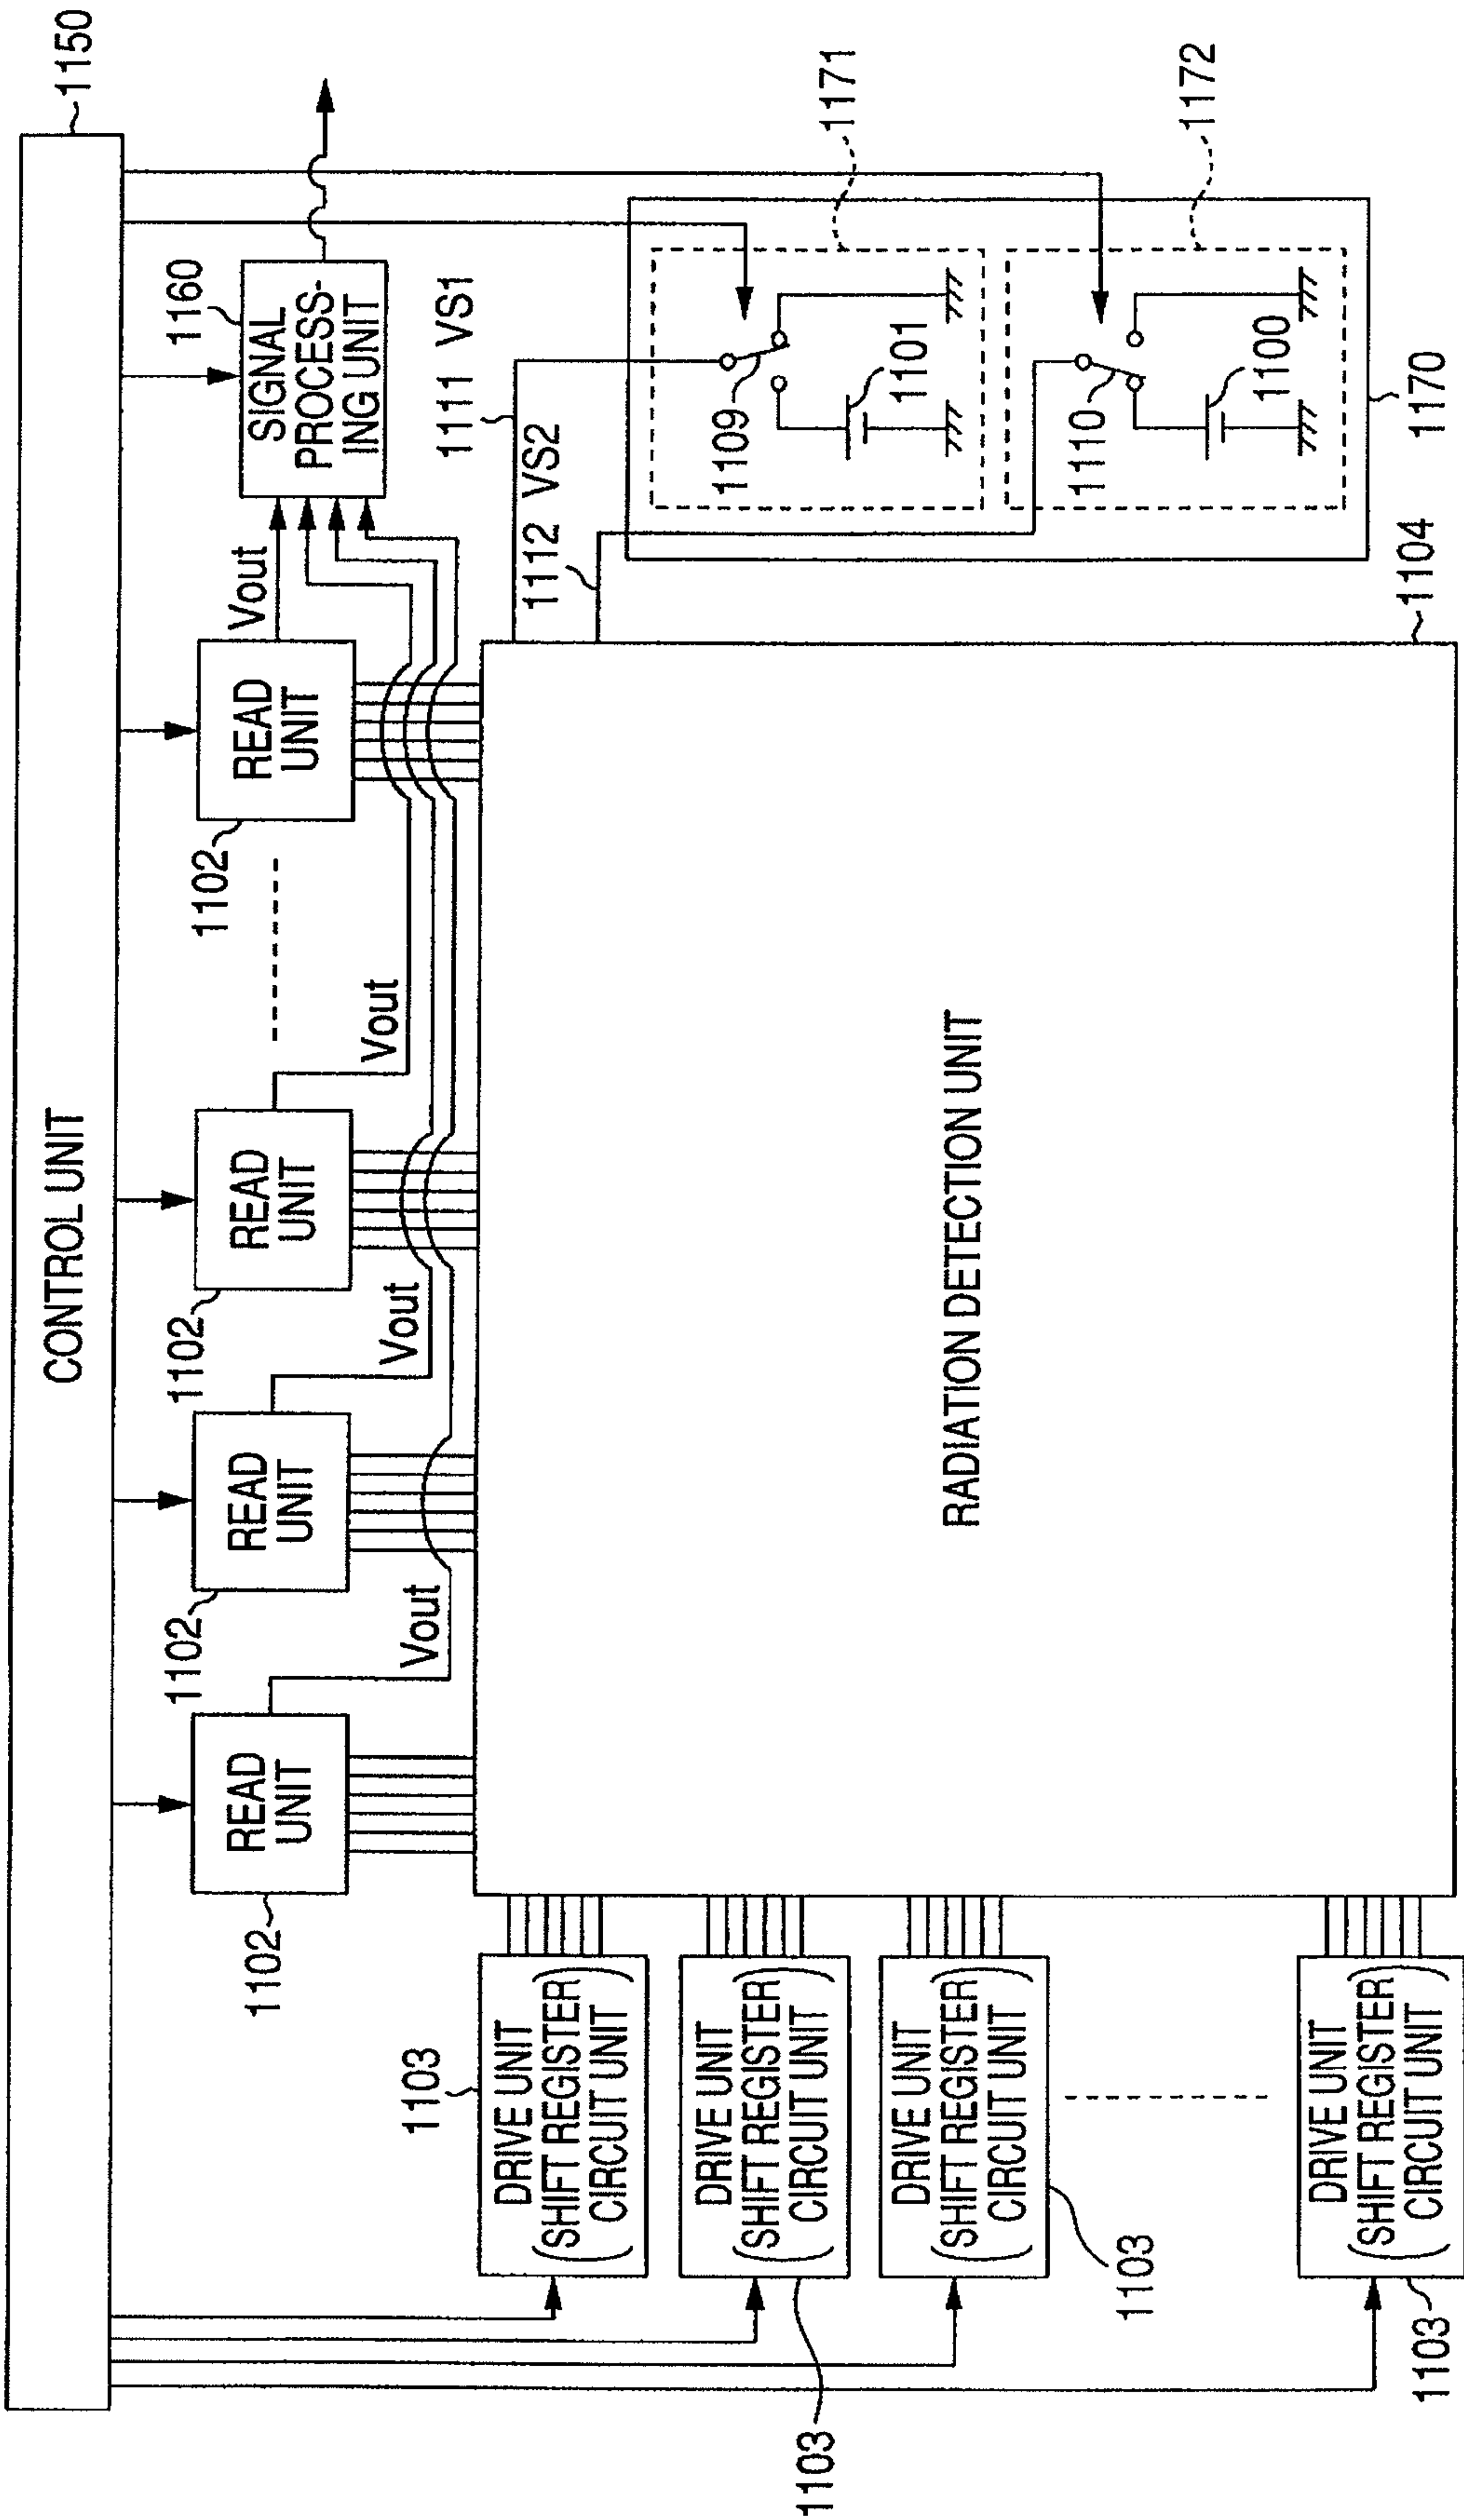 1150
CONTROL UNIT
1160
SIGNAL
PROCESS-
ING UNIT
Vout
READ
UNIT
1102
READ
UNIT
1102
READ
UNIT
1102
READ
UNIT
1102
Vout
Vout
Vout
1111 VS1
1112 VS2
1171
1109
1101
1172
1110
1100
1170
1104
RADIATION DETECTION UNIT
1103
DRIVE UNIT
(SHIFT REGISTER
CIRCUIT UNIT)
1103
DRIVE UNIT
(SHIFT REGISTER
CIRCUIT UNIT)
1103
DRIVE UNIT
(SHIFT REGISTER
CIRCUIT UNIT)
1103
DRIVE UNIT
(SHIFT REGISTER
CIRCUIT UNIT)